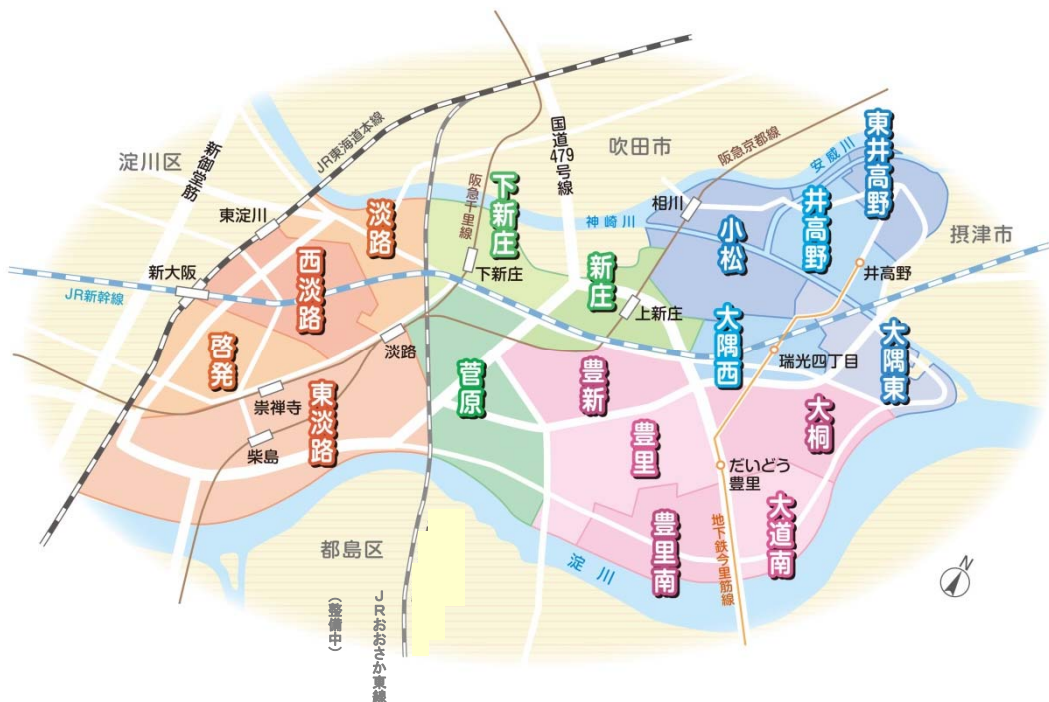 淀川区
新御堂筋
JR東海道本線
国道479号線
吹田市
阪急京都線
安威川
東井高野
摂津市
東淀川
淡路
阪急千里線
下新庄
神崎川
相川
小松
井高野
井高野
新大阪
JR新幹線
西淡路
下新庄
新庄
上新庄
大隅西
瑞光四丁目
大隅東
啓発
淡路
崇禅寺
柴島
東淡路
菅原
豊新
豊里
大桐
だいどう
豊里
大道南
豊里南
地下鉄今里筋線
淀川
都島区
JRおおさか東線
(整備中)
N